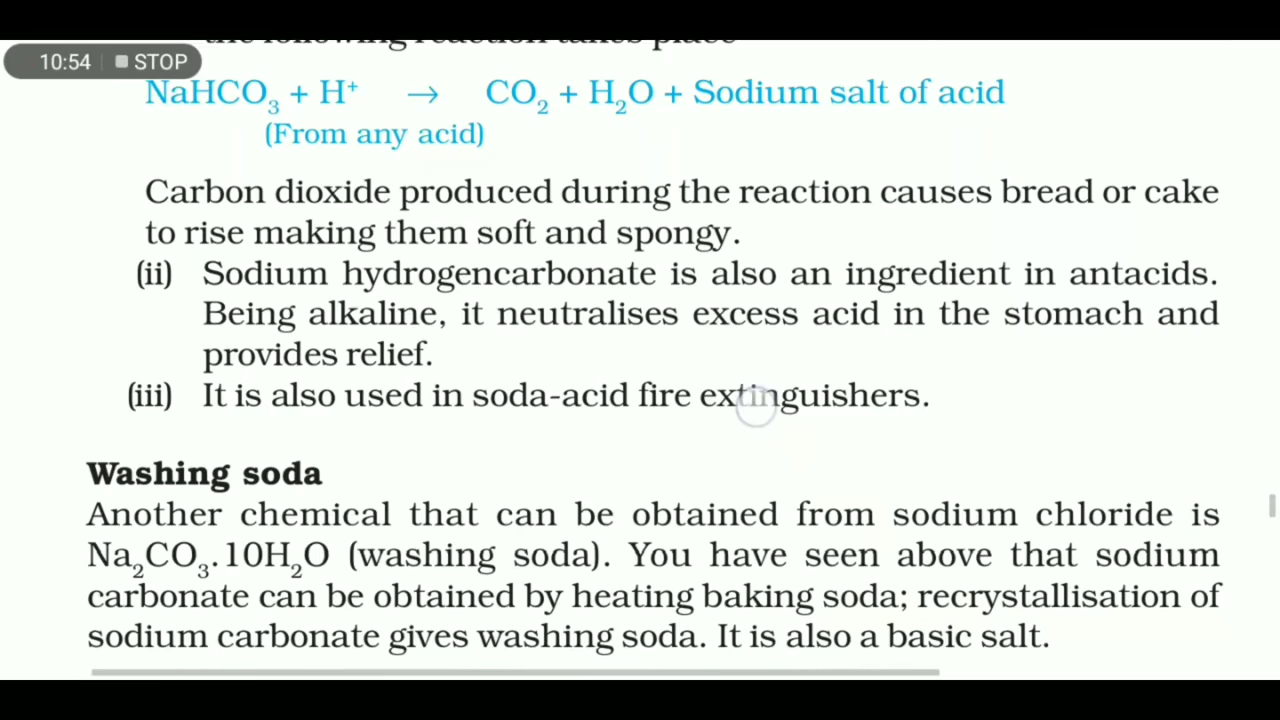 the following reaction takes place
10:54 STOP
NaHCO₃ + H⁺ → CO₂ + H₂O + Sodium salt of acid
(From any acid)
Carbon dioxide produced during the reaction causes bread or cake
to rise making them soft and spongy.
(ii) Sodium hydrogencarbonate is also an ingredient in antacids.
Being alkaline, it neutralises excess acid in the stomach and
provides relief.
(iii) It is also used in soda-acid fire extinguishers.
Washing soda
Another chemical that can be obtained from sodium chloride is
Na₂CO₃.10H₂O (washing soda). You have seen above that sodium
carbonate can be obtained by heating baking soda; recrystallisation of
sodium carbonate gives washing soda. It is also a basic salt.